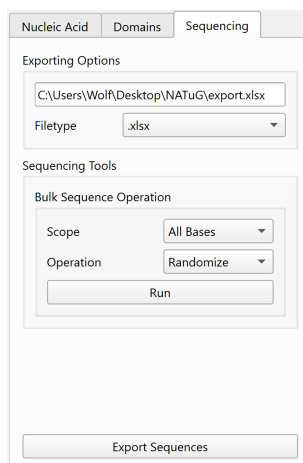 Nucleic Acid Domains Sequencing
Exporting Options
C:\Users\Wolf\Desktop\NATuG\export.xlsx
Filetype .xlsx
Sequencing Tools
Bulk Sequence Operation
Scope All Bases
Operation Randomize
Run
Export Sequences